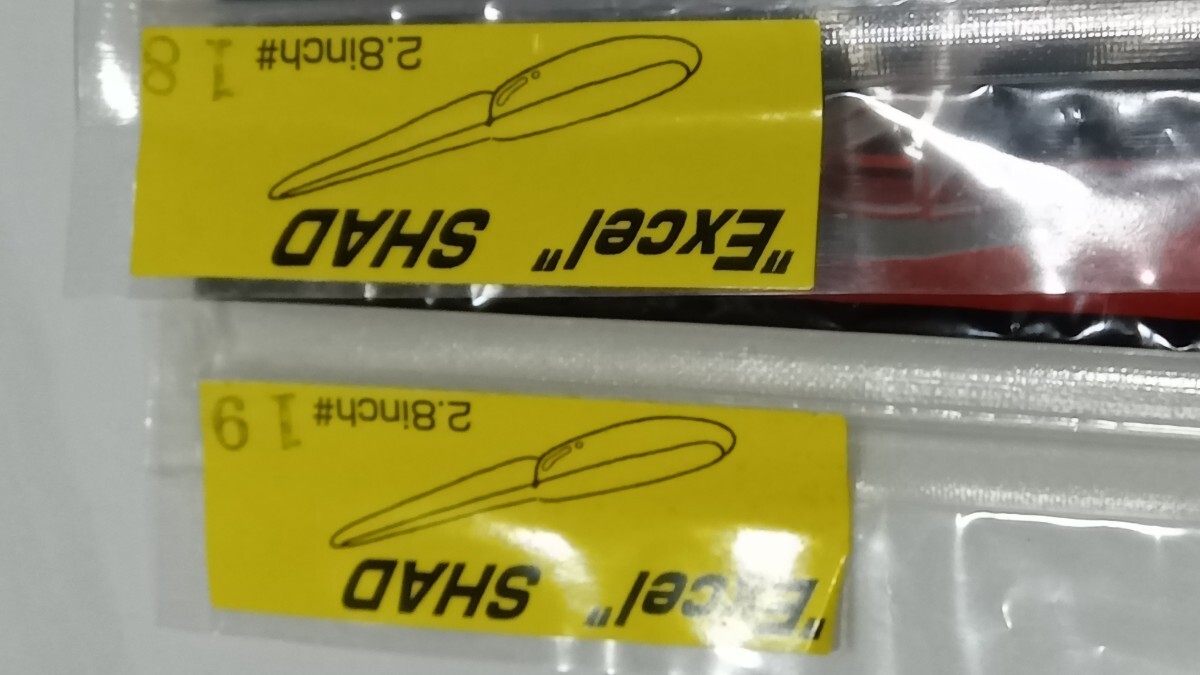 "Excel" SHAD
2.8inch# 19
"Excel" SHAD
2.8inch# 18